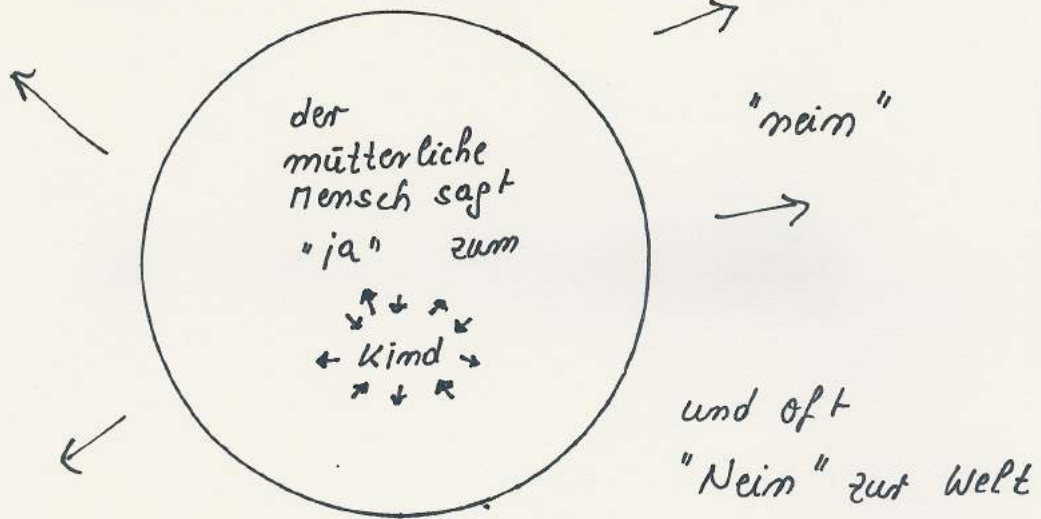 der
mütterliche
Mensch sagt
"ja" zum
Kind
"nein"
und oft
"Nein" zur Welt